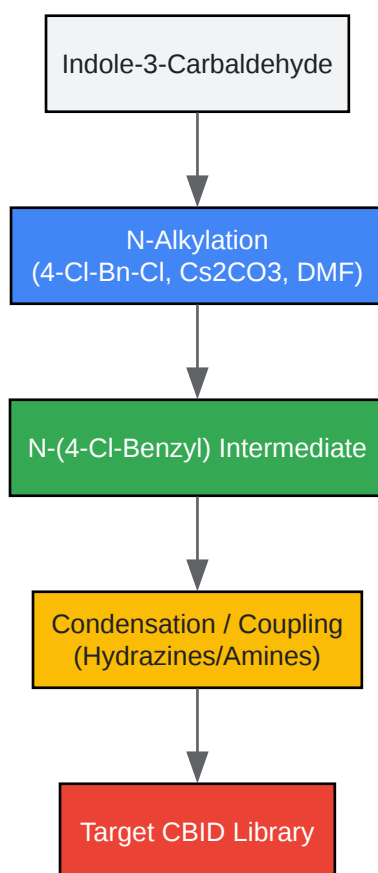 Indole-3-Carbaldehyde
N-Alkylation
(4-Cl-Bn-Cl, Cs2CO3, DMF)
N-(4-Cl-Benzyl) Intermediate
Condensation / Coupling
(Hydrazines/Amines)
Target CBID Library